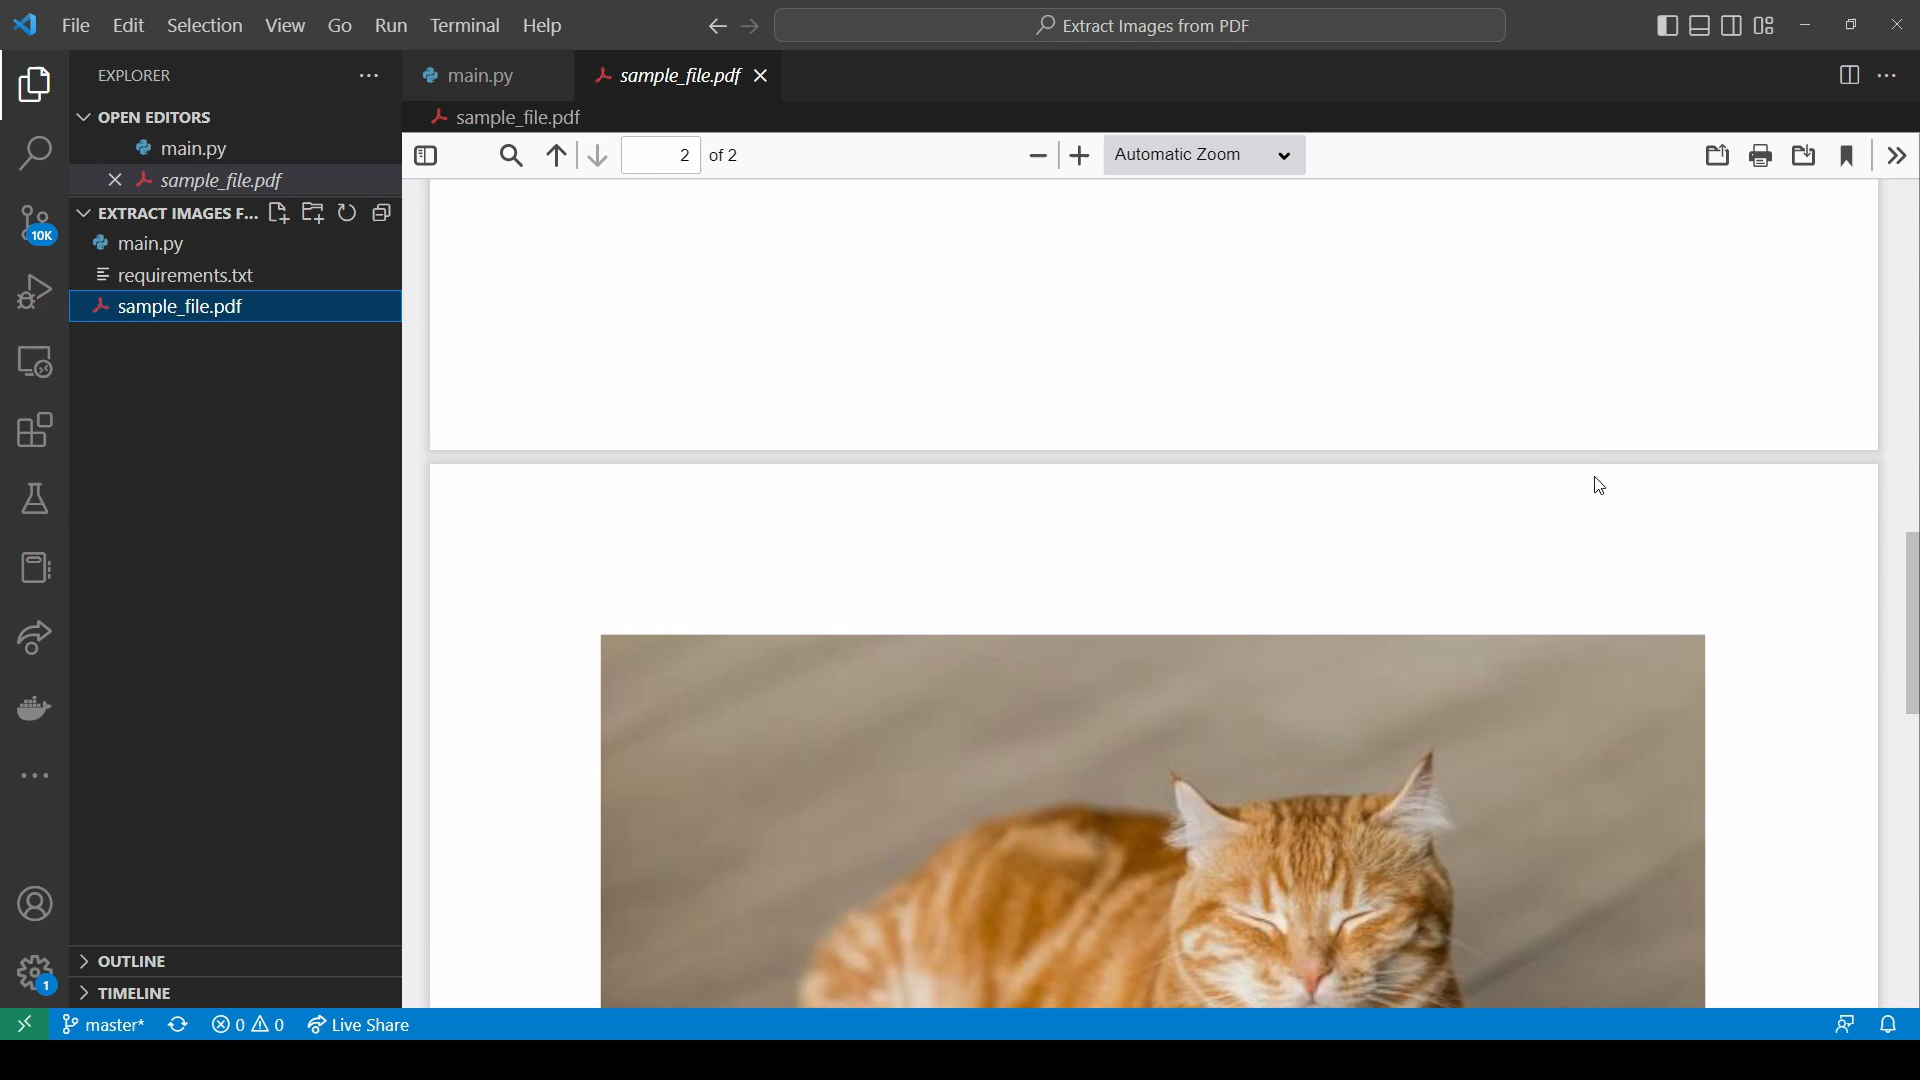 File Edit Selection View Go Run Terminal Help
Extract Images from PDF
EXPLORER
main.py
sample_file.pdf
OPEN EDITORS
main.py
sample_file.pdf
sample_file.pdf
2 of 2
Automatic Zoom
EXTRACT IMAGES F...
main.py
requirements.txt
sample_file.pdf
10K
OUTLINE
TIMELINE
1
master*
0
0
Live Share